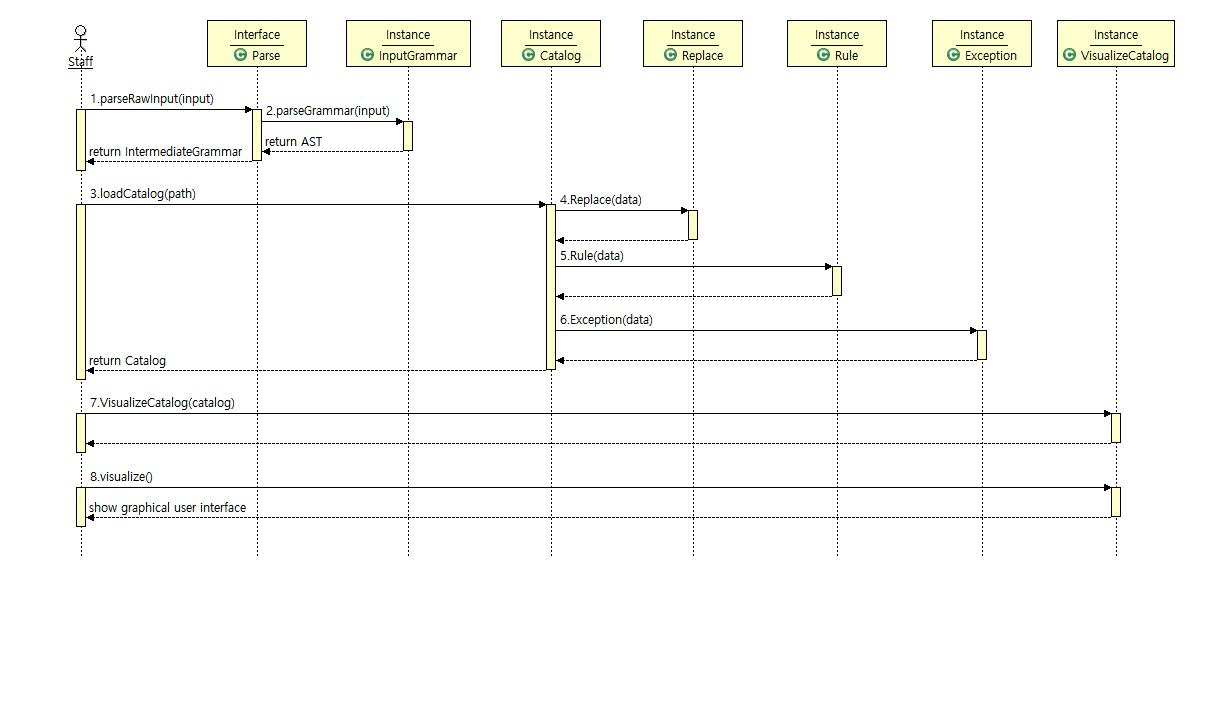 Staff
Interface
C Parse
Instance
C InputGrammar
Instance
C Catalog
Instance
C Replace
Instance
C Rule
Instance
C Exception
Instance
C VisualizeCatalog
1.parseRawInput(input)
2.parseGrammar(input)
return AST
return IntermediateGrammar
3.loadCatalog(path)
4.Replace(data)
5.Rule(data)
6.Exception(data)
return Catalog
7.VisualizeCatalog(catalog)
8.visualize()
show graphical user interface